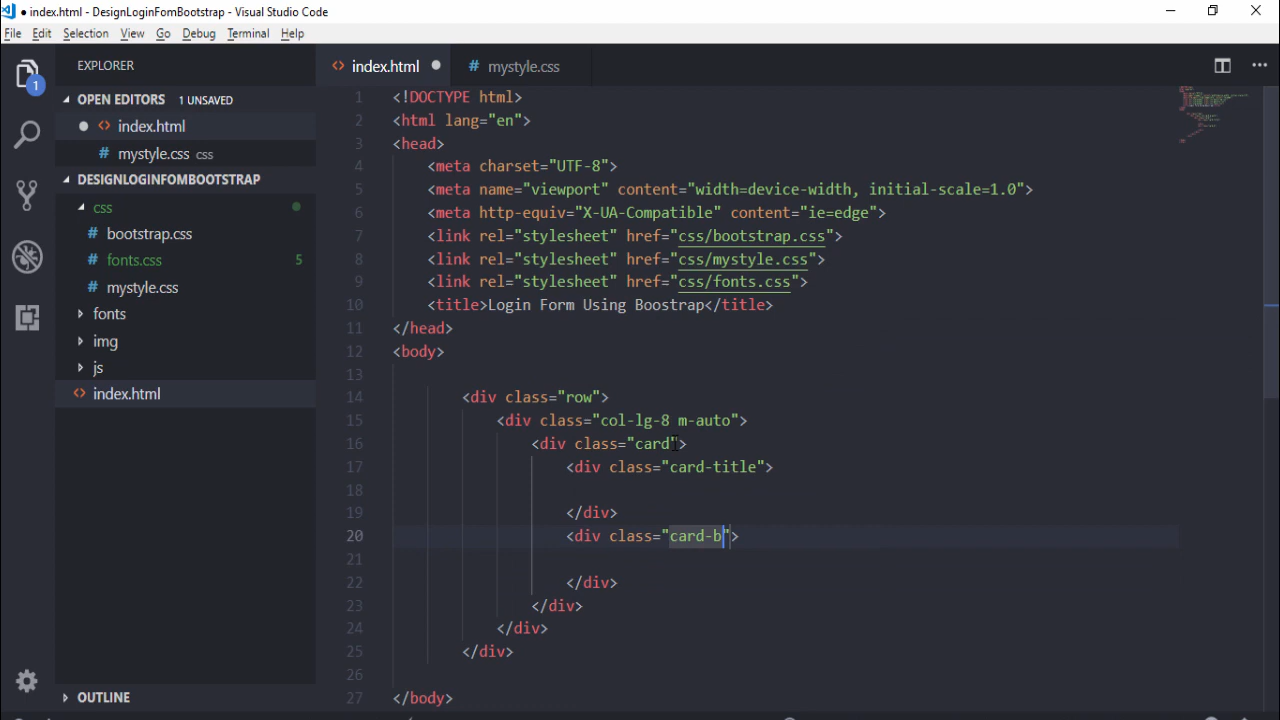 index.html - DesignLoginFomBootstrap - Visual Studio Code
File Edit Selection View Go Debug Terminal Help
EXPLORER
index.html
mystyle.css
1
OPEN EDITORS 1 UNSAVED
index.html
mystyle.css css
DESIGNLOGINFOMBOOTSTRAP
css
bootstrap.css
fonts.css 5
mystyle.css
fonts
img
js
index.html
OUTLINE
1 <!DOCTYPE html>
2 <html lang="en">
3 <head>
4 <meta charset="UTF-8">
5 <meta name="viewport" content="width=device-width, initial-scale=1.0">
6 <meta http-equiv="X-UA-Compatible" content="ie=edge">
7 <link rel="stylesheet" href="css/bootstrap.css">
8 <link rel="stylesheet" href="css/mystyle.css">
9 <link rel="stylesheet" href="css/fonts.css">
10 <title>Login Form Using Boostrap</title>
11 </head>
12 <body>
13
14 <div class="row">
15 <div class="col-lg-8 m-auto">
16 <div class="card">
17 <div class="card-title">
18
19 </div>
20 <div class="card-b">
21
22 </div>
23 </div>
24 </div>
25 </div>
26
27 </body>